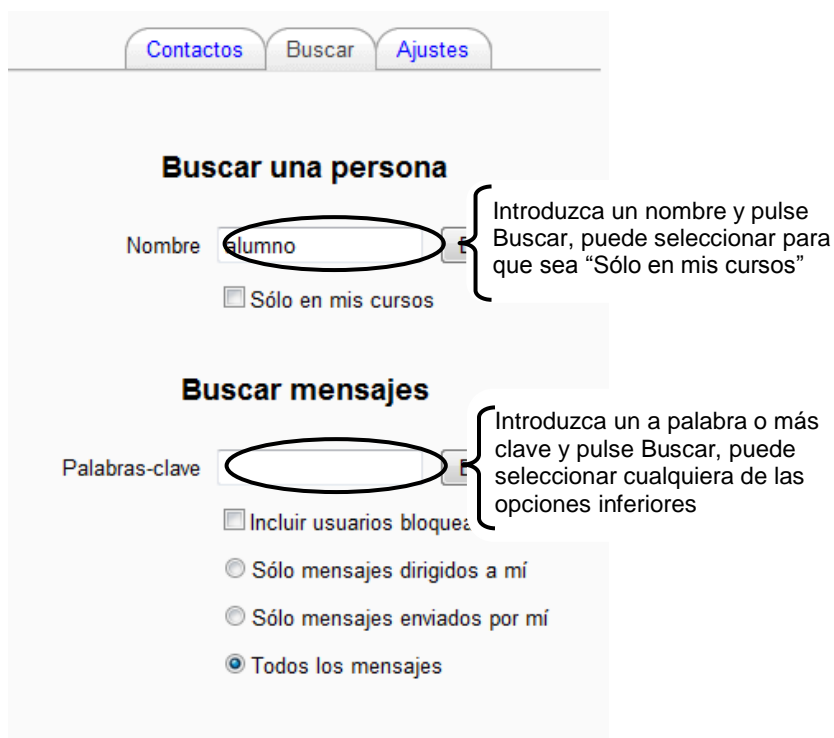 Contactos Buscar Ajustes
Buscar una persona
Introduzca un nombre y pulse
Buscar, puede seleccionar para
que sea “Sólo en mis cursos”
Nombre alumno
Sólo en mis cursos
Buscar mensajes
Introduzca un a palabra o más
clave y pulse Buscar, puede
seleccionar cualquiera de las
opciones inferiores
Palabras-clave
Incluir usuarios
Sólo mensajes dirigidos a mí
Sólo mensajes enviados por mí
Todos los mensajes